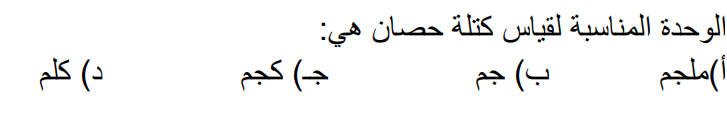 الوحدة المناسبة لقياس كتلة حصان هي:
أ)ملجم ب) جم جـ) كجم د) كلم